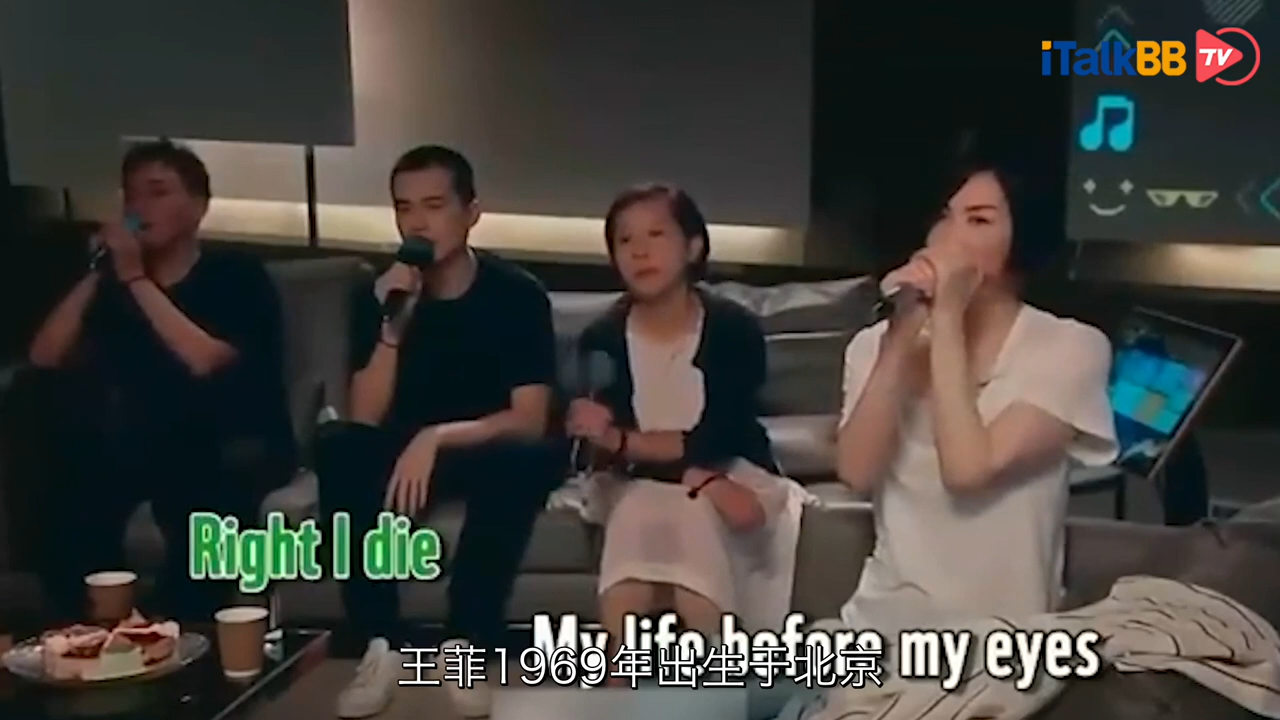 iTalkBB TV
Right I die
My life before my eyes
王菲1969年出生于北京